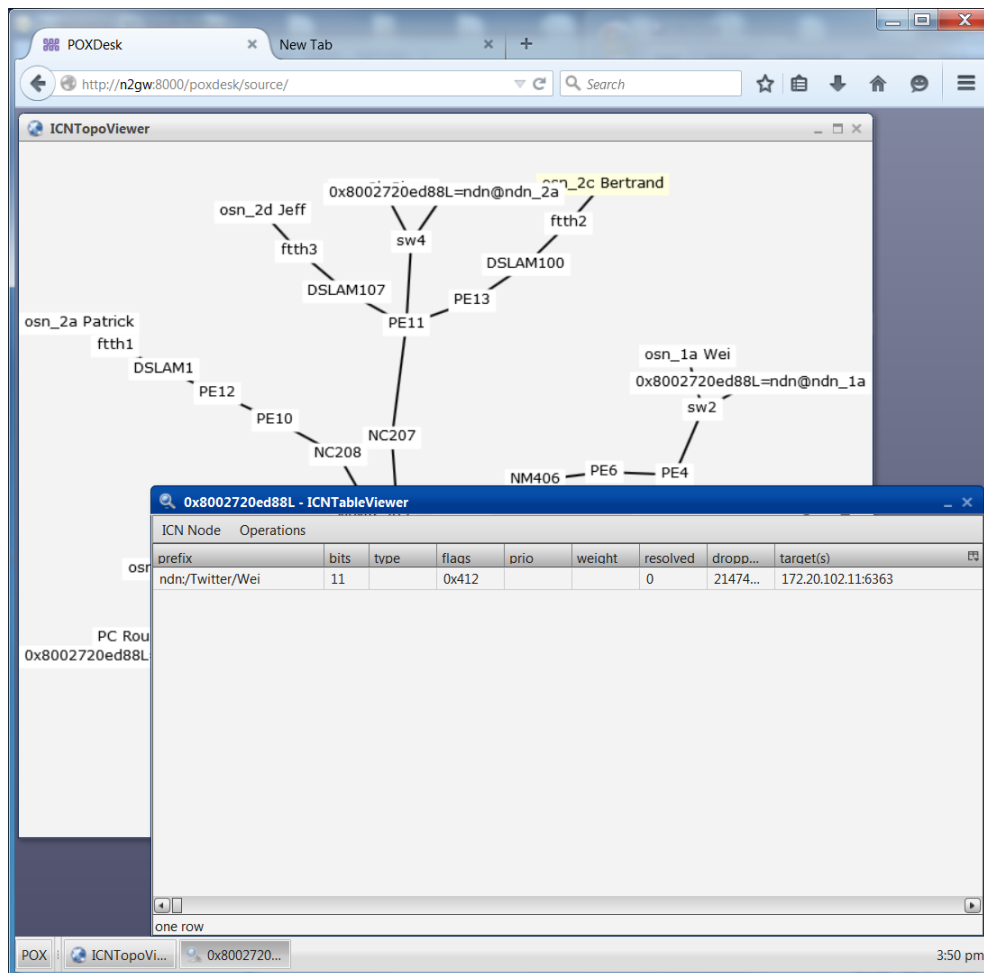 POXDesk
New Tab
http://n2gw:8000/poxdesk/source/
Search
ICNTopoViewer
osn_2c Bertrand
0x8002720ed88L=ndn@ndn_2a
osn_2d Jeff
ftth2
sw4
ftth3
DSLAM100
DSLAM107
PE13
osn_2a Patrick
PE11
ftth1
osn_1a Wei
DSLAM1
0x8002720ed88L=ndn@ndn_1a
PE12
sw2
PE10
NC207
NC208
NM406
PE6
PE4
0x8002720ed88L - ICNTableViewer
ICN Node Operations
prefix bits type flags prio weight resolved dropp... target(s)
osn
ndn:/Twitter/Wei 11 0x412 0 21474... 172.20.102.11:6363
PC Rou
0x8002720ed88L
one row
POX ICNTopoVi... 0x8002720... 3:50 pm